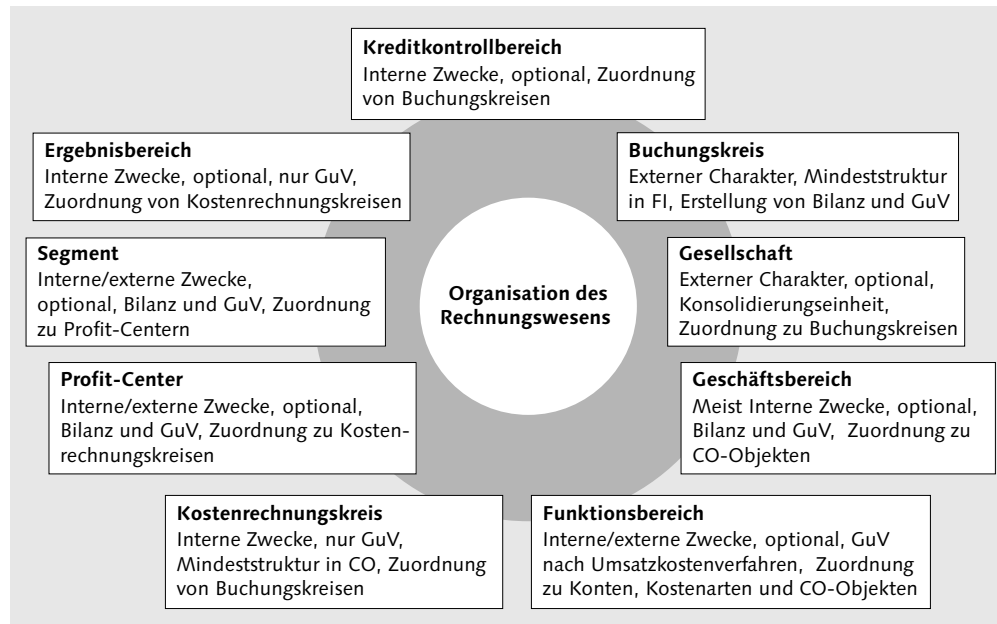 Kreditkontrollbereich
Interne Zwecke, optional, Zuordnung
von Buchungskreisen
Ergebnisbereich
Interne Zwecke, optional, nur GuV,
Zuordnung von Kostenrechnungskreisen
Buchungskreis
Externer Charakter, Mindeststruktur
in FI, Erstellung von Bilanz und GuV
Segment
Interne/externe Zwecke,
optional, Bilanz und GuV, Zuordnung
zu Profit-Centern
Organisation des
Rechnungswesens
Gesellschaft
Externer Charakter, optional,
Konsolidierungseinheit,
Zuordnung zu Buchungskreisen
Profit-Center
Interne/externe Zwecke, optional,
Bilanz und GuV, Zuordnung zu Kosten-
rechnungskreisen
Geschäftsbereich
Meist Interne Zwecke, optional,
Bilanz und GuV, Zuordnung zu
CO-Objekten
Kostenrechnungskreis
Interne Zwecke, nur GuV,
Mindeststruktur in CO, Zuordnung
von Buchungskreisen
Funktionsbereich
Interne/externe Zwecke, optional, GuV
nach Umsatzkostenverfahren, Zuordnung
zu Konten, Kostenarten und CO-Objekten